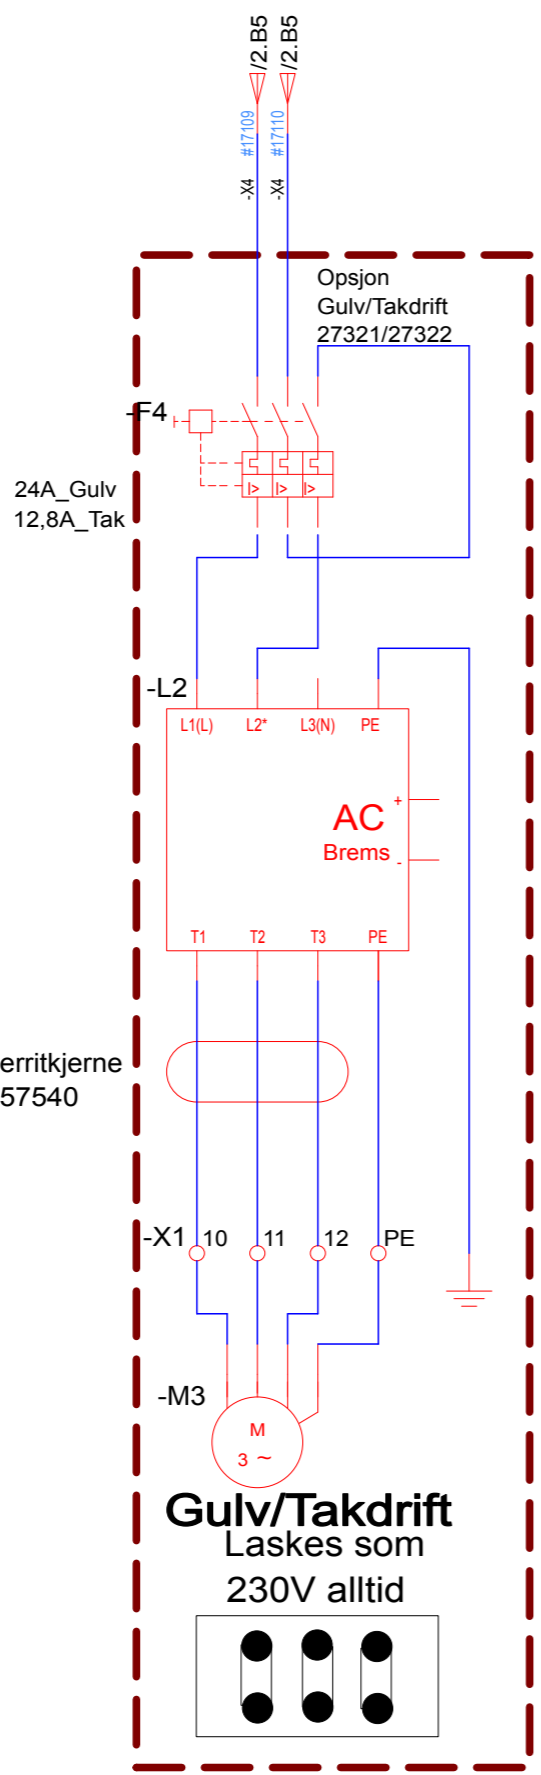 /2.B5
/2.B5
#17109
#17110
-X4
-X4
Opsjon
Gulv/Takdrift
27321/27322
-F4
24A_Gulv
12,8A_Tak
I>
I>
I>
-L2
L1(L)
L2*
L3(N)
PE
+
AC
Brems
-
T1
T2
T3
PE
erritkjerne
57540
-X1
10
11
12
PE
-M3
M
3 ~
Gulv/Takdrift
Laskes som
230V alltid